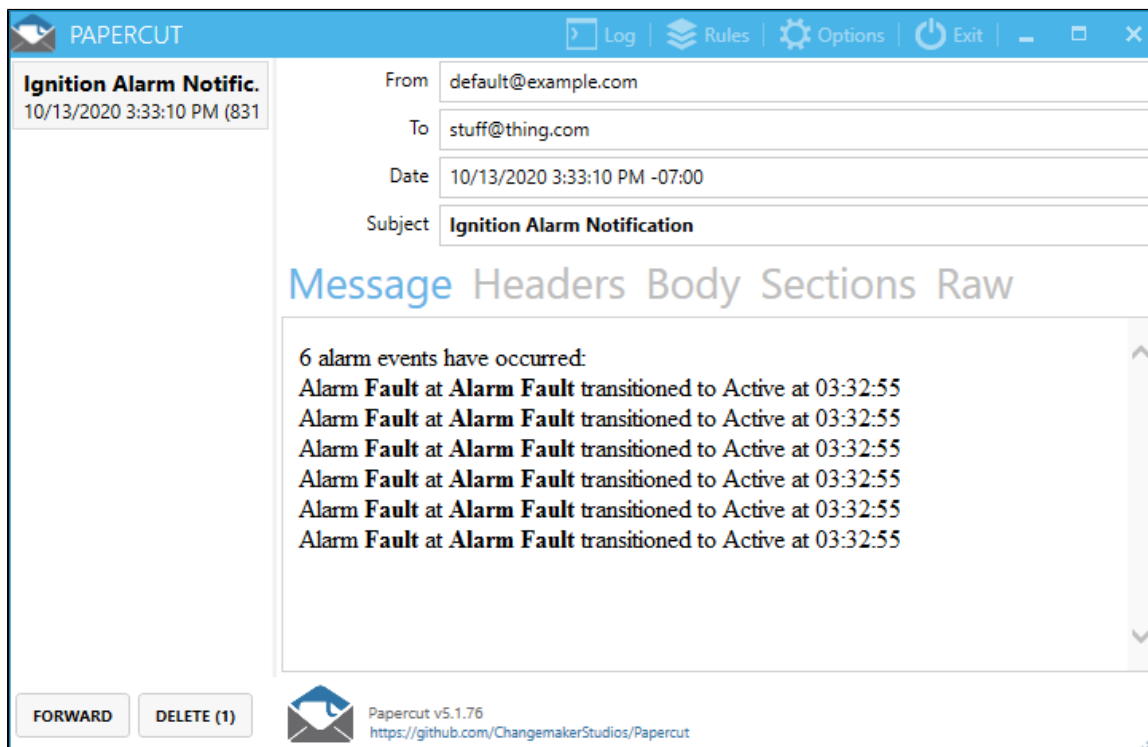 PAPERCUT
Log | Rules | Options | Exit |
Ignition Alarm Notific.
10/13/2020 3:33:10 PM (831
From default@example.com
To stuff@thing.com
Date 10/13/2020 3:33:10 PM -07:00
Subject Ignition Alarm Notification
Message Headers Body Sections Raw
6 alarm events have occurred:
Alarm Fault at Alarm Fault transitioned to Active at 03:32:55
Alarm Fault at Alarm Fault transitioned to Active at 03:32:55
Alarm Fault at Alarm Fault transitioned to Active at 03:32:55
Alarm Fault at Alarm Fault transitioned to Active at 03:32:55
Alarm Fault at Alarm Fault transitioned to Active at 03:32:55
Alarm Fault at Alarm Fault transitioned to Active at 03:32:55
FORWARD DELETE (1)
Papercut v5.1.76
https://github.com/ChangemakerStudios/Papercut